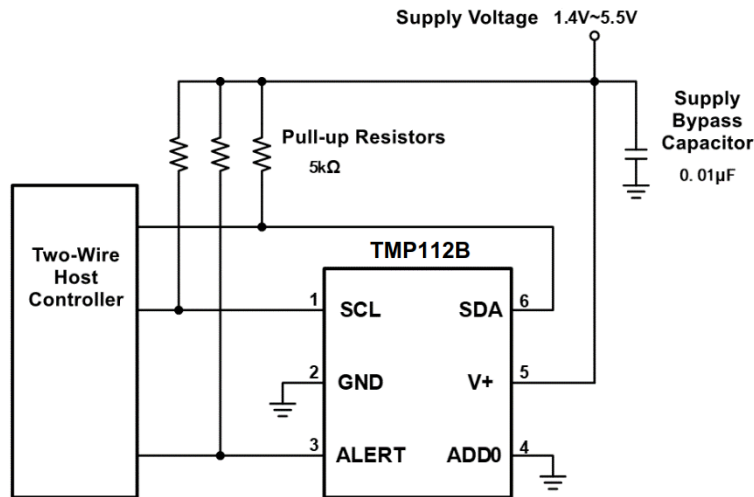 Supply Voltage 1.4V~5.5V
Supply
Bypass
Capacitor
0.01μF
Pull-up Resistors
5kΩ
Two-Wire
Host
Controller
TMP112B
1 SCL SDA 6
2 GND V+ 5
3 ALERT ADD0 4